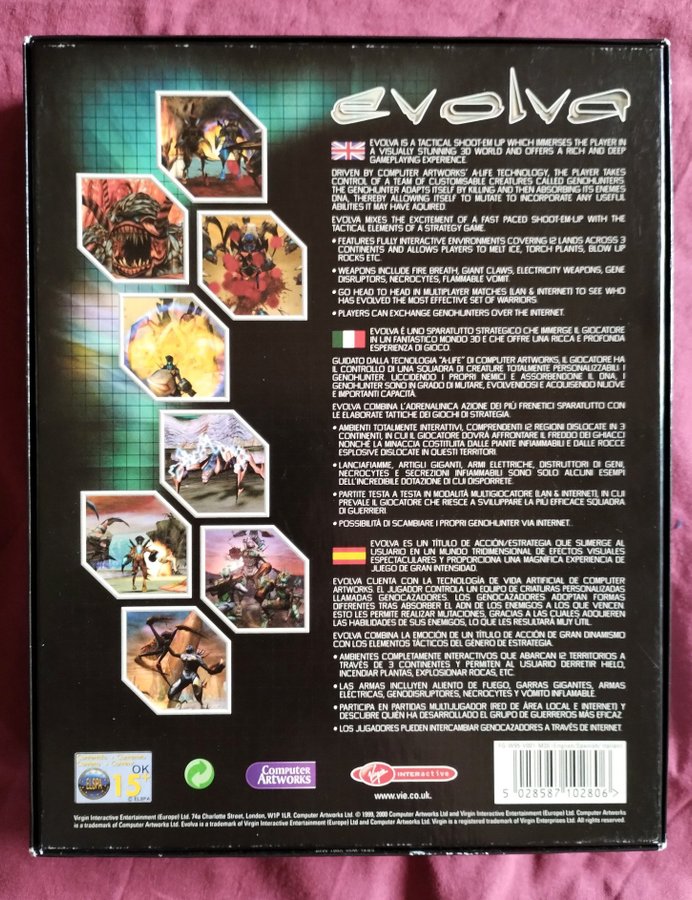 evolva
EVOLVA IS A TACTICAL SHOOT-EM UP WHICH IMMERSES THE PLAYER IN
A VISUALLY STUNNING 3D WORLD AND OFFERS A RICH AND DEEP
GAMEPLAYING EXPERIENCE.
DRIVEN BY COMPUTER ARTWORKS' A-LIFE TECHNOLOGY, THE PLAYER TAKES
CONTROL OF A TEAM OF CUSTOMISABLE CREATURES CALLED GENOHUNTERS.
THE GENOHUNTER ADAPTS ITSELF BY KILLING AND THEN ABSORBING ITS ENEMIES
DNA, THEREBY ALLOWING ITSELF TO MUTATE TO INCORPORATE ANY USEFUL
ABILITIES IT MAY HAVE AQUIRED.
EVOLVA MIXES THE EXCITEMENT OF A FAST PACED SHOOT-EM-UP WITH THE
TACTICAL ELEMENTS OF A STRATEGY GAME.
• FEATURES FULLY INTERACTIVE ENVIRONMENTS COVERING 12 LANDS ACROSS 3
CONTINENTS AND ALLOWS PLAYERS TO MELT ICE, TORCH PLANTS, BLOW UP
ROCKS ETC.
• WEAPONS INCLUDE FIRE BREATH, GIANT CLAWS, ELECTRICITY WEAPONS, GENE
DISRUPTORS, NECROCYTES, FLAMMABLE VOMIT.
• GO HEAD TO HEAD IN MULTIPLAYER MATCHES (LAN & INTERNET) TO SEE WHO
HAS EVOLVED THE MOST EFFECTIVE SET OF WARRIORS.
• PLAYERS CAN EXCHANGE GENOHUNTERS OVER THE INTERNET.
EVOLVA È UNO SPARATUTTO STRATEGICO CHE IMMERGE IL GIOCATORE
IN UN FANTASTICO MONDO 3D E CHE OFFRE UNA RICCA E PROFONDA
ESPERIENZA DI GIOCO.
GUIDATO DALLA TECNOLOGIA "A-LIFE" DI COMPUTER ARTWORKS, IL GIOCATORE HA
IL CONTROLLO DI UNA SQUADRA DI CREATURE TOTALMENTE PERSONALIZZABILI: I
GENOHUNTER. UCCIDENDO I PROPRI NEMICI E ASSORBENDONE IL DNA, I
GENOHUNTER SONO IN GRADO DI MUTARE, EVOLVENDOSI E ACQUISENDO NUOVE
E IMPORTANTI CAPACITÀ.
EVOLVA COMBINA L'ADRENALINICA AZIONE DEI PIÙ FRENETICI SPARATUTTO CON
LE ELABORATE TATTICHE DEI GIOCHI DI STRATEGIA.
• AMBIENTI TOTALMENTE INTERATTIVI, COMPRENDENTI 12 REGIONI DISLOCATE IN 3
CONTINENTI, IN CUI IL GIOCATORE DOVRÀ AFFRONTARE IL FREDDO DEI GHIACCI
NONCHÉ LA MINACCIA COSTITUITA DALLE PIANTE INFIAMMABILI E DALLE ROCCE
ESPLOSIVE DISLOCATE IN QUESTI TERRITORI.
• LANCIAFIAMME, ARTIGLI GIGANTI, ARMI ELETTRICHE, DISTRUTTORI DI GENI,
NECROCYTES E SECREZIONI INFIAMMABILI SONO SOLO ALCUNI ESEMPI
DELL'INCREDIBILE DOTAZIONE DI CUI DISPORRETE.
• PARTITE TESTA A TESTA IN MODALITÀ MULTIGIOCATORE (LAN & INTERNET), IN CUI
PREVALE IL GIOCATORE CHE RIESCE A SVILUPPARE LA PIÙ EFFICACE SQUADRA
DI GUERRIERI.
• POSSIBILITÀ DI SCAMBIARE I PROPRI GENOHUNTER VIA INTERNET.
EVOLVA ES UN TÍTULO DE ACCIÓN/ESTRATEGIA QUE SUMERGE AL
USUARIO EN UN MUNDO TRIDIMENSIONAL DE EFECTOS VISUALES
ESPECTACULARES Y PROPORCIONA UNA MAGNÍFICA EXPERIENCIA DE
JUEGO DE GRAN INTENSIDAD.
EVOLVA CUENTA CON LA TECNOLOGÍA DE VIDA ARTIFICIAL DE COMPUTER
ARTWORKS. EL JUGADOR CONTROLA UN EQUIPO DE CRIATURAS PERSONALIZADAS
LLAMADAS GENOCAZADORES. LOS GENOCAZADORES ADOPTAN FORMAS
DIFERENTES TRAS ABSORBER EL ADN DE LOS ENEMIGOS A LOS QUE VENCEN.
ESTO LES PERMITE REALIZAR MUTACIONES, GRACIAS A LAS CUALES ADQUIEREN
LAS HABILIDADES DE SUS ENEMIGOS, LO QUE LES RESULTARÁ MUY ÚTIL.
EVOLVA COMBINA LA EMOCIÓN DE UN TÍTULO DE ACCIÓN DE GRAN DINAMISMO
CON LOS ELEMENTOS TÁCTICOS DEL GÉNERO DE ESTRATEGIA.
• AMBIENTES COMPLETAMENTE INTERACTIVOS QUE ABARCAN 12 TERRITORIOS A
TRAVÉS DE 3 CONTINENTES Y PERMITEN AL USUARIO DERRETIR HIELO,
INCENDIAR PLANTAS, EXPLOSIONAR ROCAS, ETC.
• LAS ARMAS INCLUYEN ALIENTO DE FUEGO, GARRAS GIGANTES, ARMAS
ELÉCTRICAS, GENODISRUPTORES, NECROCYTES Y VÓMITO INFLAMABLE.
• PARTICIPA EN PARTIDAS MULTIJUGADOR (RED DE ÁREA LOCAL E INTERNET) Y
DESCUBRE QUIÉN HA DESARROLLADO EL GRUPO DE GUERREROS MÁS EFICAZ
• LOS JUGADORES PUEDEN INTERCAMBIAR GENOCAZADORES A TRAVÉS DE INTERNET.
OK
ELSPA
15+
© ELSPA
Computer
Artworks
Virgin INTERACTIVE
www.vie.co.uk.
5 028587 102806
Virgin Interactive Entertainment (Europe) Ltd. 74a Charlotte Street, London, W1P 1LR. Computer Artworks Ltd. © 1999, 2000 Computer Artworks Ltd and Virgin Interactive Entertainment (Europe) Ltd. Computer Artworks
is a trademark of Computer Artworks Ltd. Evolva is a trademark of Virgin Interactive Entertainment (Europe) Ltd and Computer Artworks Ltd. Virgin is a registered trademark of Virgin Enterprises Ltd. All rights reserved.